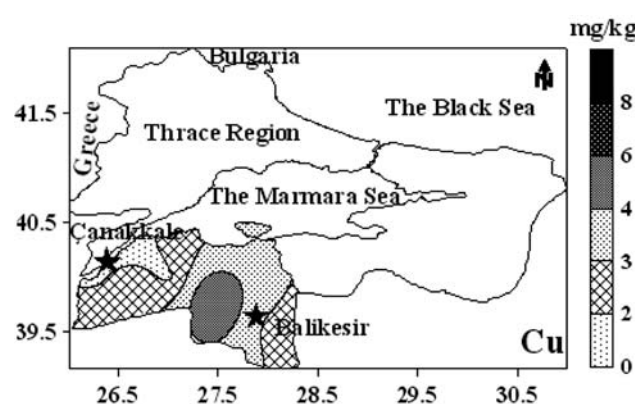 mg/kg
Bulgaria
41.5
The Black Sea
Greece
Thrace Region
The Marmara Sea
40.5
Çanakkale
39.5
Balikesir
Cu
26.5 27.5 28.5 29.5 30.5
8
6
4
3
2
0
N